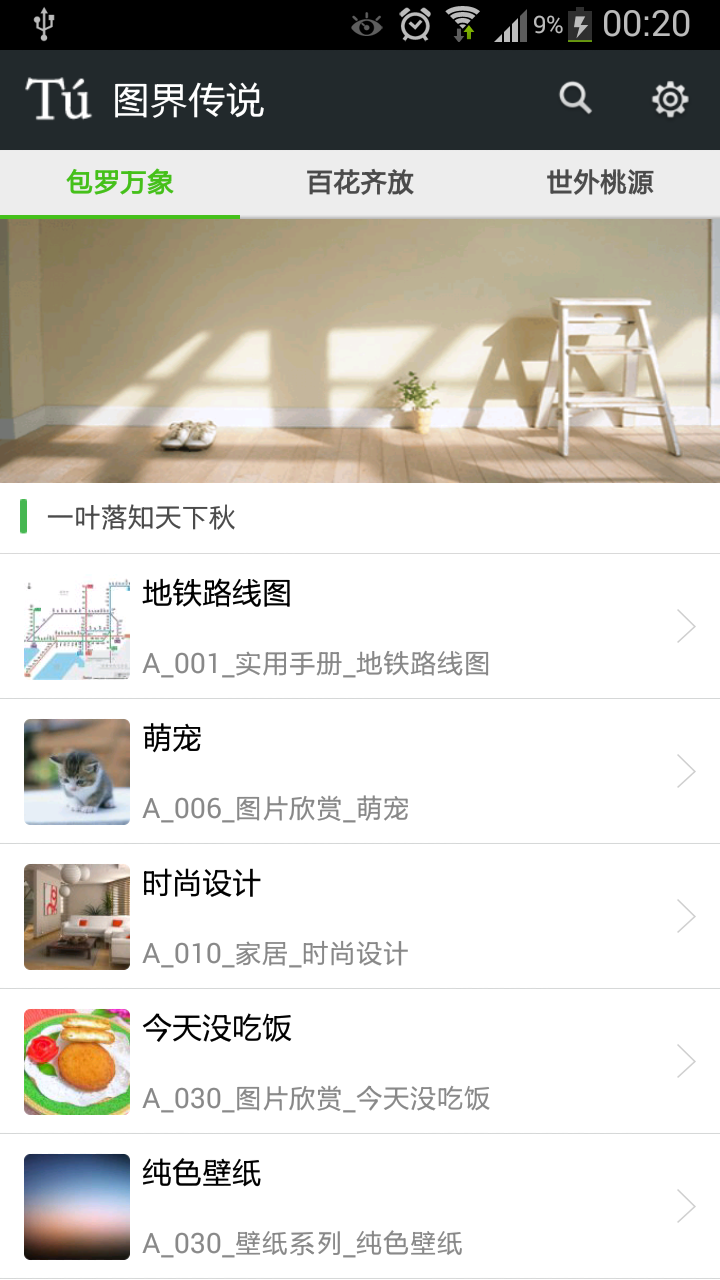 9% 00:20
Tú 图界传说
包罗万象 百花齐放 世外桃源
一叶落知天下秋
地铁路线图
A_001_实用手册_地铁路线图
萌宠
A_006_图片欣赏_萌宠
时尚设计
A_010_家居_时尚设计
今天没吃饭
A_030_图片欣赏_今天没吃饭
纯色壁纸
A_030_壁纸系列_纯色壁纸